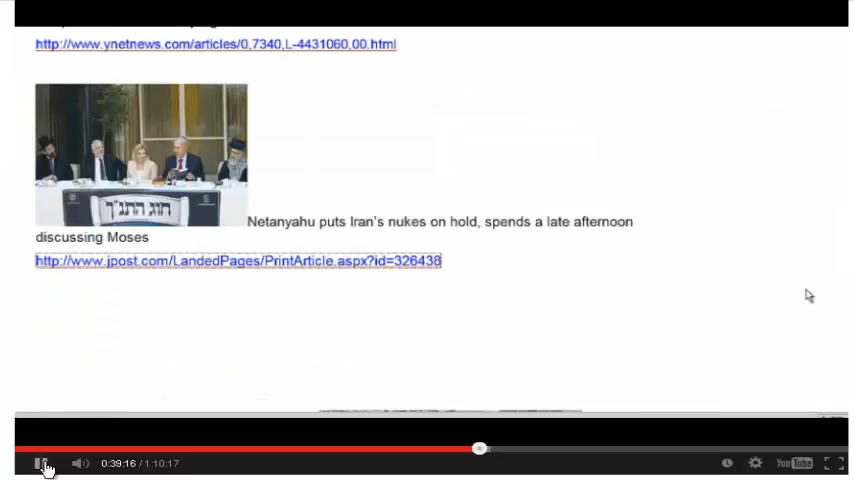 http://www.ynetnews.com/articles/0,7340,L-4431060,00.html
חוג התנ"ך
Netanyahu puts Iran's nukes on hold, spends a late afternoon
discussing Moses
http://www.jpost.com/LandedPages/PrintArticle.aspx?id=326438
0:39:16 / 1:10:17
YouTube